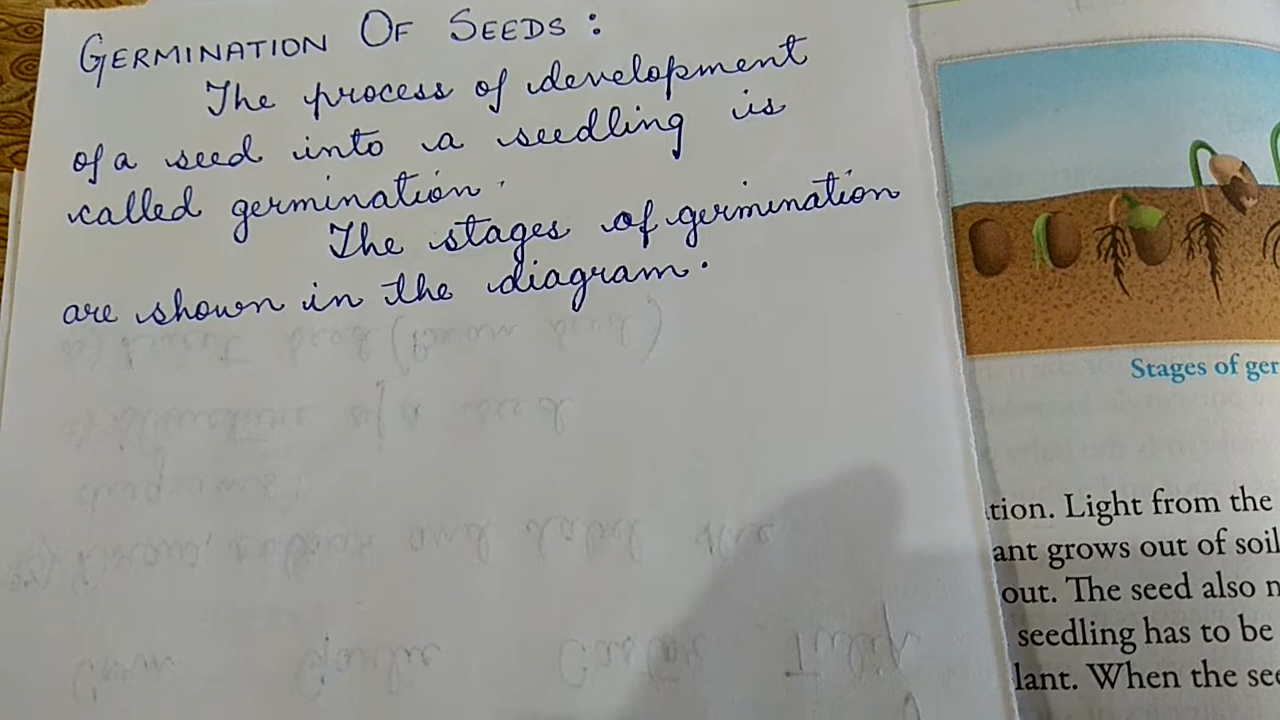 GERMINATION OF SEEDS :
The process of development
of a seed into a seedling is
called germination.
The stages of germination
are shown in the diagram.
Stages of ger
tion. Light from the
ant grows out of soil
out. The seed also n
seedling has to be
lant. When the see